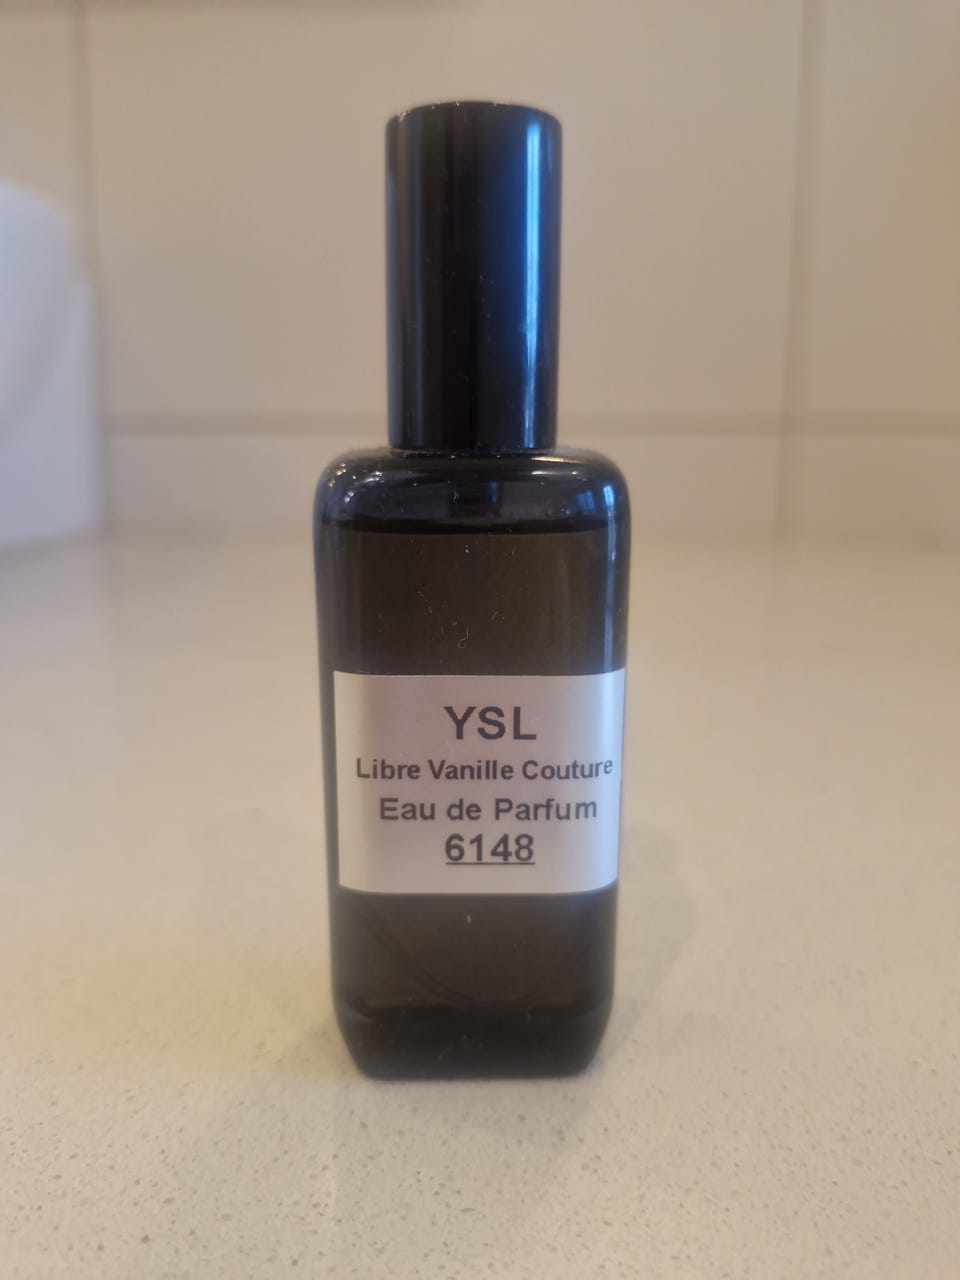 YSL
Libre Vanille Couture
Eau de Parfum
6148